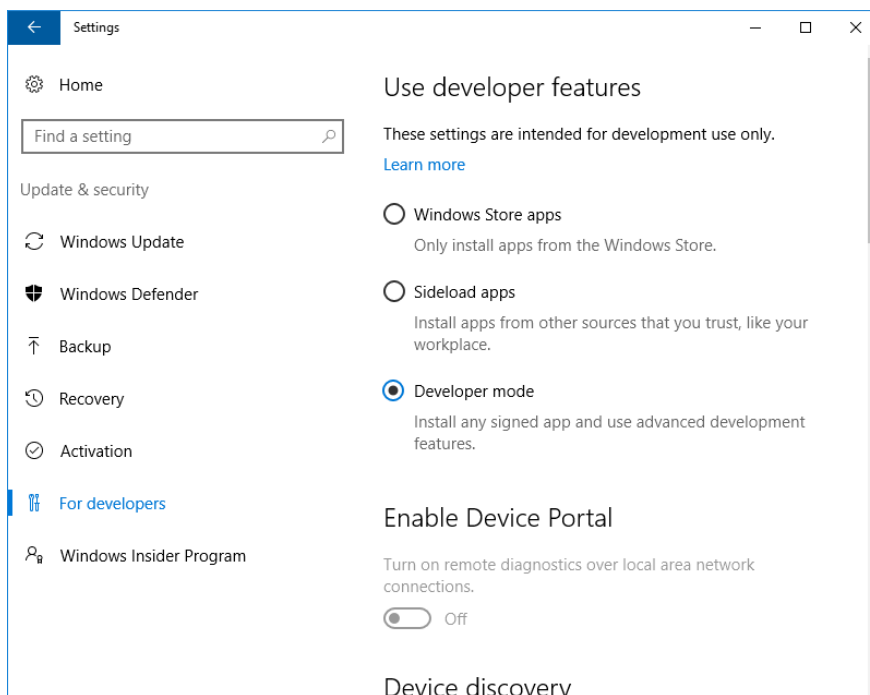 Settings
Home
Find a setting
Update & security
Windows Update
Windows Defender
Backup
Recovery
Activation
For developers
Windows Insider Program
Use developer features
These settings are intended for development use only.
Learn more
Windows Store apps
Only install apps from the Windows Store.
Sideload apps
Install apps from other sources that you trust, like your
workplace.
Developer mode
Install any signed app and use advanced development
features.
Enable Device Portal
Turn on remote diagnostics over local area network
connections.
Off
Device discovery